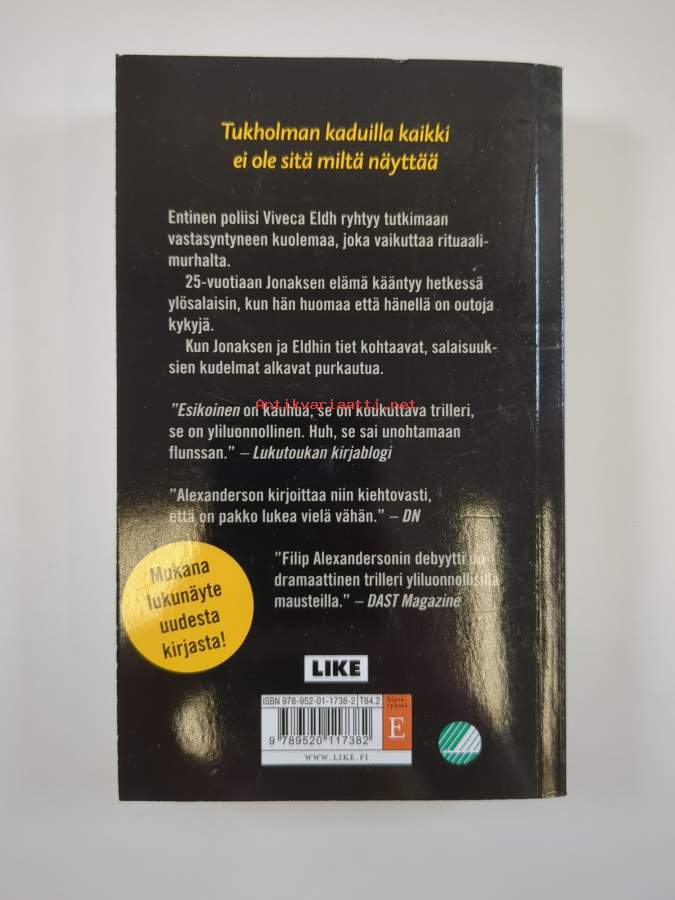 Tukholman kaduilla kaikki
ei ole sitä miltä näyttää
Entinen poliisi Viveca Eldh ryhtyy tutkimaan
vastasyntyneen kuolemaa, joka vaikuttaa rituaali-
murhalta.
25-vuotiaan Jonaksen elämä kääntyy hetkessä
ylösalaisin, kun hän huomaa että hänellä on outoja
kykyjä.
Kun Jonaksen ja Eldhin tiet kohtaavat, salaisuuk-
sien kudelmat alkavat purkautua.
Antikvariaatti.net
"Esikoinen on kauhua, se on koukuttava trilleri,
se on yliluonnollinen. Huh, se sai unohtamaan
flunssan." – Lukutoukan kirjablogi
"Alexanderson kirjoittaa niin kiehtovasti,
että on pakko lukea vielä vähän." – DN
"Filip Alexandersonin debyytti on
dramaattinen trilleri yliluonnollisilla
mausteilla." – DAST Magazine
Mukana
lukunäyte
uudesta
kirjasta!
LIKE
ISBN 978-952-01-1738-2 T84.2
kirja-
ryhmä
E
9 789520 117382
WWW.LIKE.FI